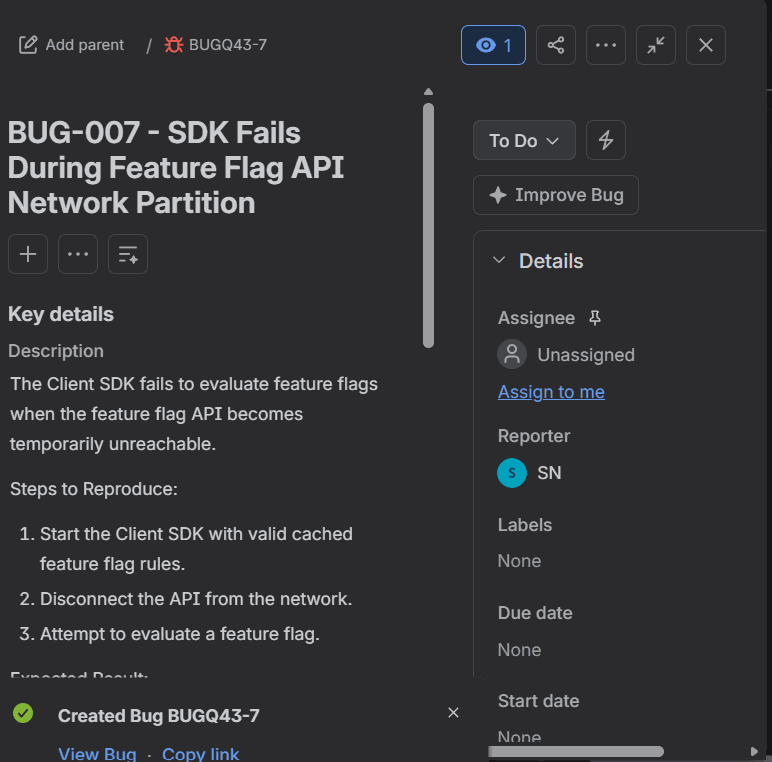 Add parent / BUGQ43-7
1
BUG-007 - SDK Fails
During Feature Flag API
Network Partition
Key details
Description
The Client SDK fails to evaluate feature flags
when the feature flag API becomes
temporarily unreachable.
Steps to Reproduce:
1. Start the Client SDK with valid cached
feature flag rules.
2. Disconnect the API from the network.
3. Attempt to evaluate a feature flag.
Expected Result:
Created Bug BUGQ43-7
View Bug · Copy link
To Do
Improve Bug
Details
Assignee
Unassigned
Assign to me
Reporter
S SN
Labels
None
Due date
None
Start date
None